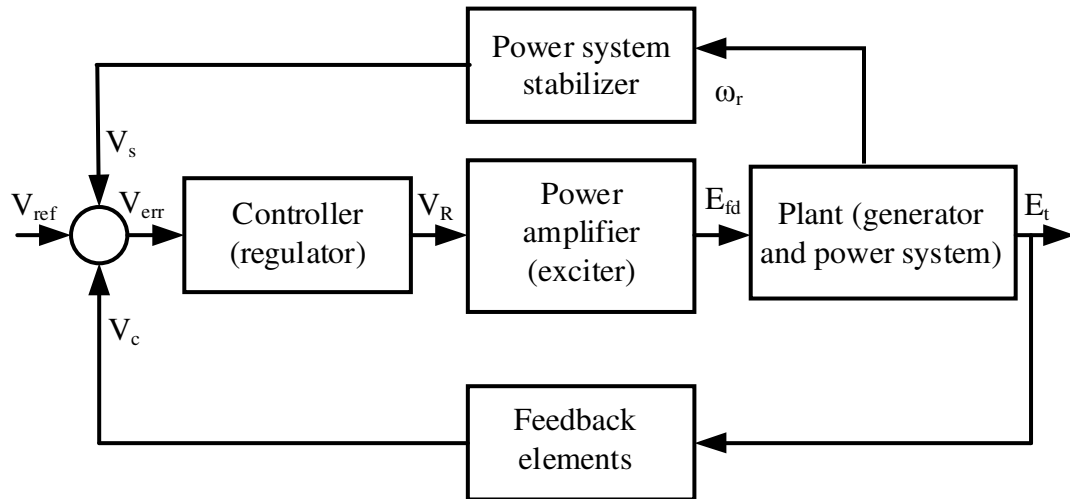 Power system
stabilizer
ω_r
V_s
V_ref
V_err
Controller
(regulator)
V_R
Power
amplifier
(exciter)
E_fd
Plant (generator
and power system)
E_t
V_c
Feedback
elements